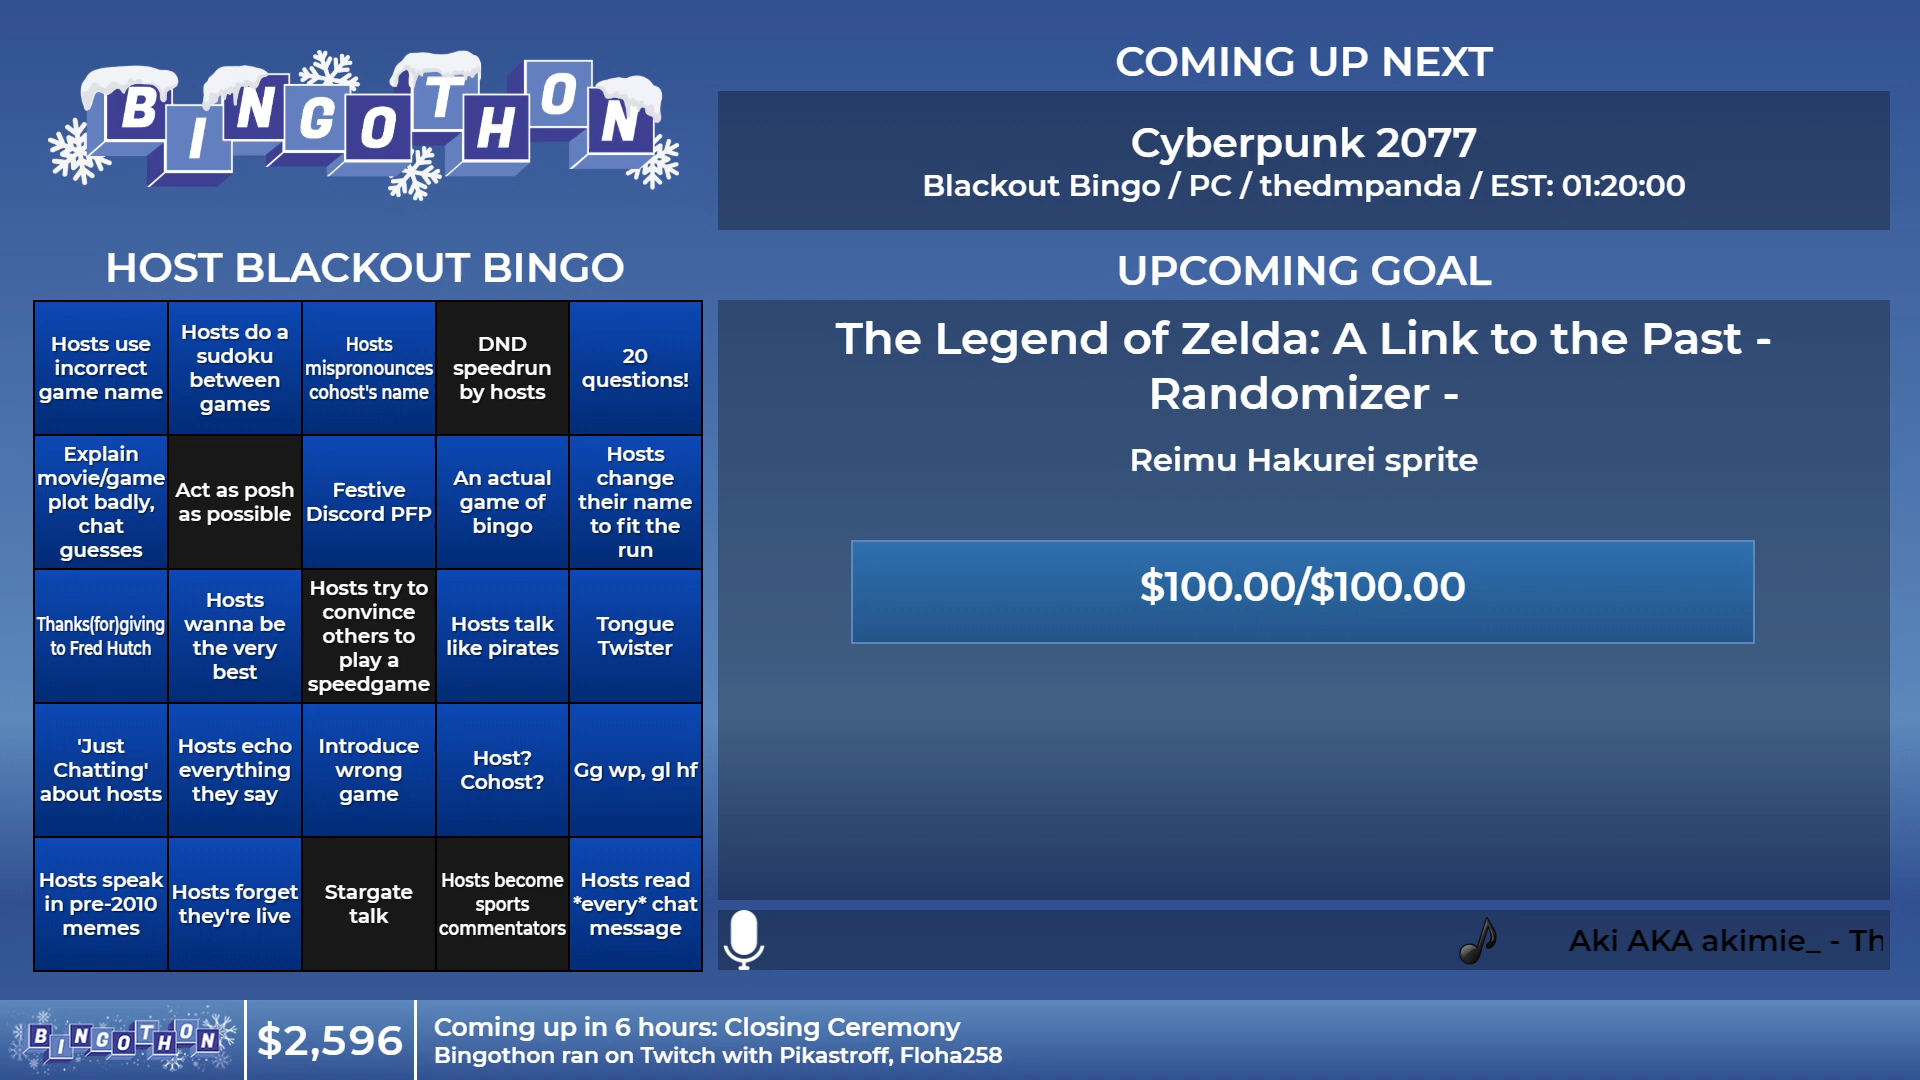 BINGOTHON
COMING UP NEXT
Cyberpunk 2077
Blackout Bingo / PC / thedmpanda / EST: 01:20:00
HOST BLACKOUT BINGO
Hosts use
incorrect
game name
Hosts do a
sudoku
between
games
Hosts
mispronounces
cohost's name
DND
speedrun
by hosts
20
questions!
Explain
movie/game
plot badly,
chat
guesses
Act as posh
as possible
Festive
Discord PFP
An actual
game of
bingo
Hosts
change
their name
to fit the
run
Thanks(for)giving
to Fred Hutch
Hosts
wanna be
the very
best
Hosts try to
convince
others to
play a
speedgame
Hosts talk
like pirates
Tongue
Twister
'Just
Chatting'
about hosts
Hosts echo
everything
they say
Introduce
wrong
game
Host?
Cohost?
Gg wp, gl hf
Hosts speak
in pre-2010
memes
Hosts forget
they're live
Stargate
talk
Hosts become
sports
commentators
Hosts read
*every* chat
message
UPCOMING GOAL
The Legend of Zelda: A Link to the Past -
Randomizer -
Reimu Hakurei sprite
$100.00/$100.00
Aki AKA akimie_ - Th
BINGOTHON
$2,596
Coming up in 6 hours: Closing Ceremony
Bingothon ran on Twitch with Pikastroff, Floha258